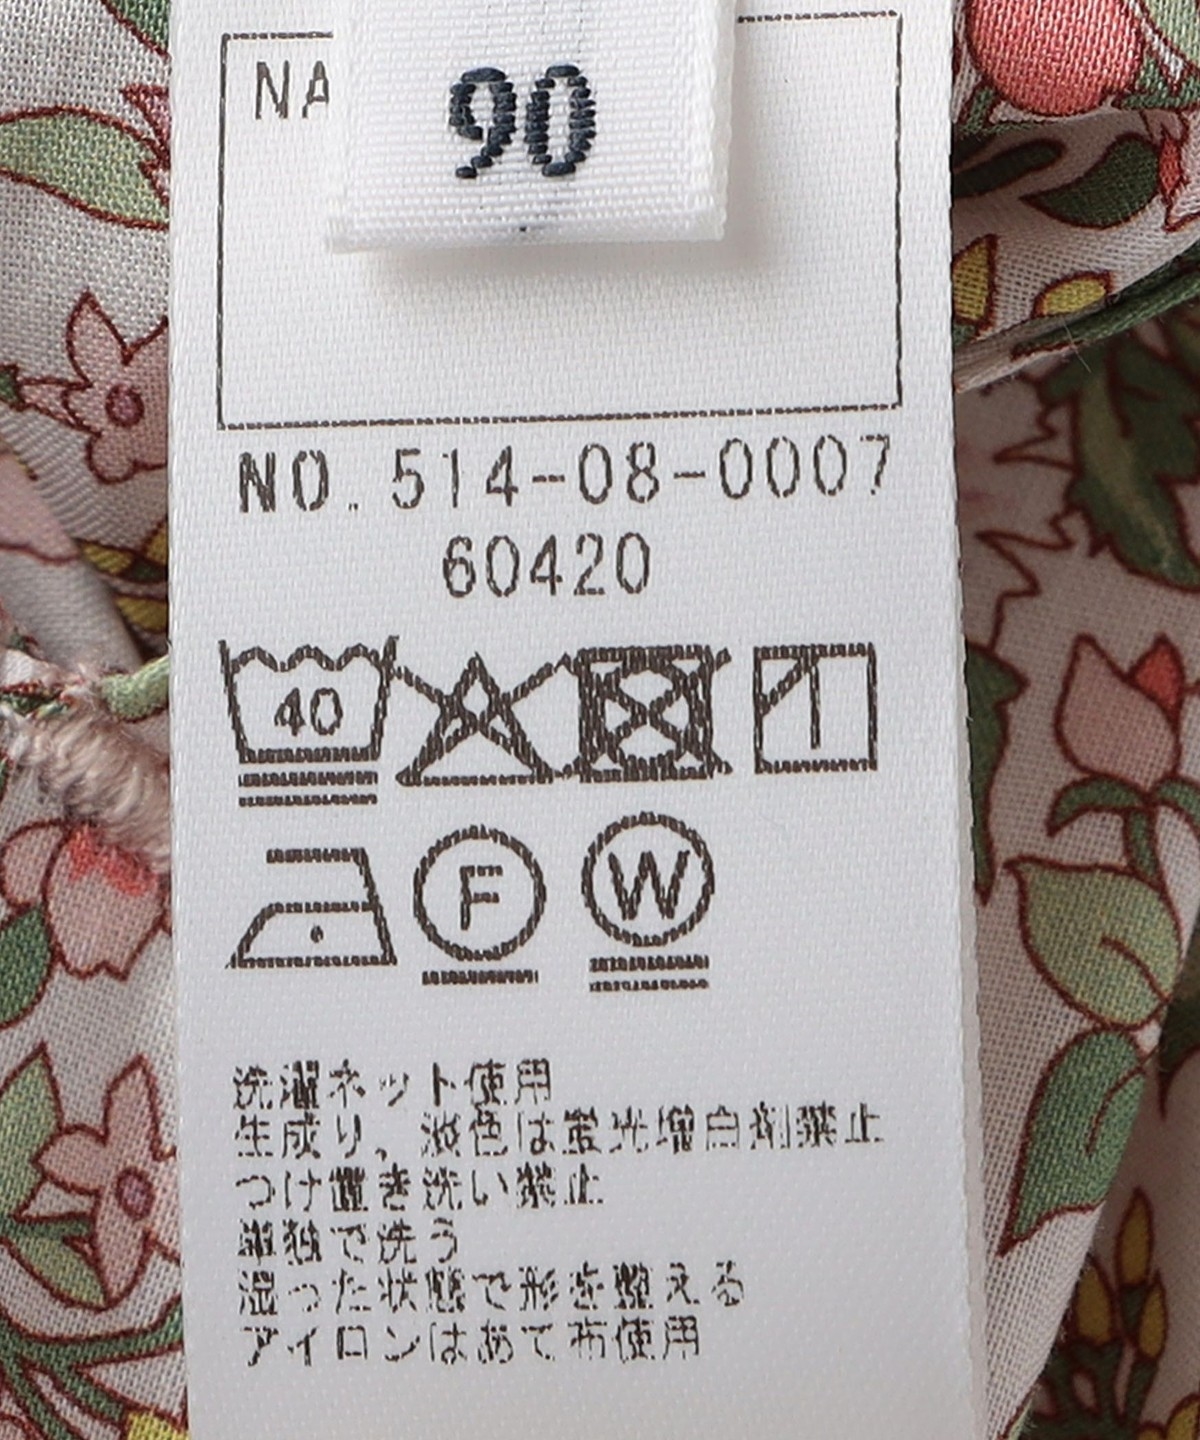 90
NA
NO. 514-08-0007
60420
40
F
W
洗濯ネット使用
生成り、淡色は蛍光増白剤禁止
つけ置き洗い禁止
単独で洗う
湿った状態で形を整える
アイロンはあて布使用